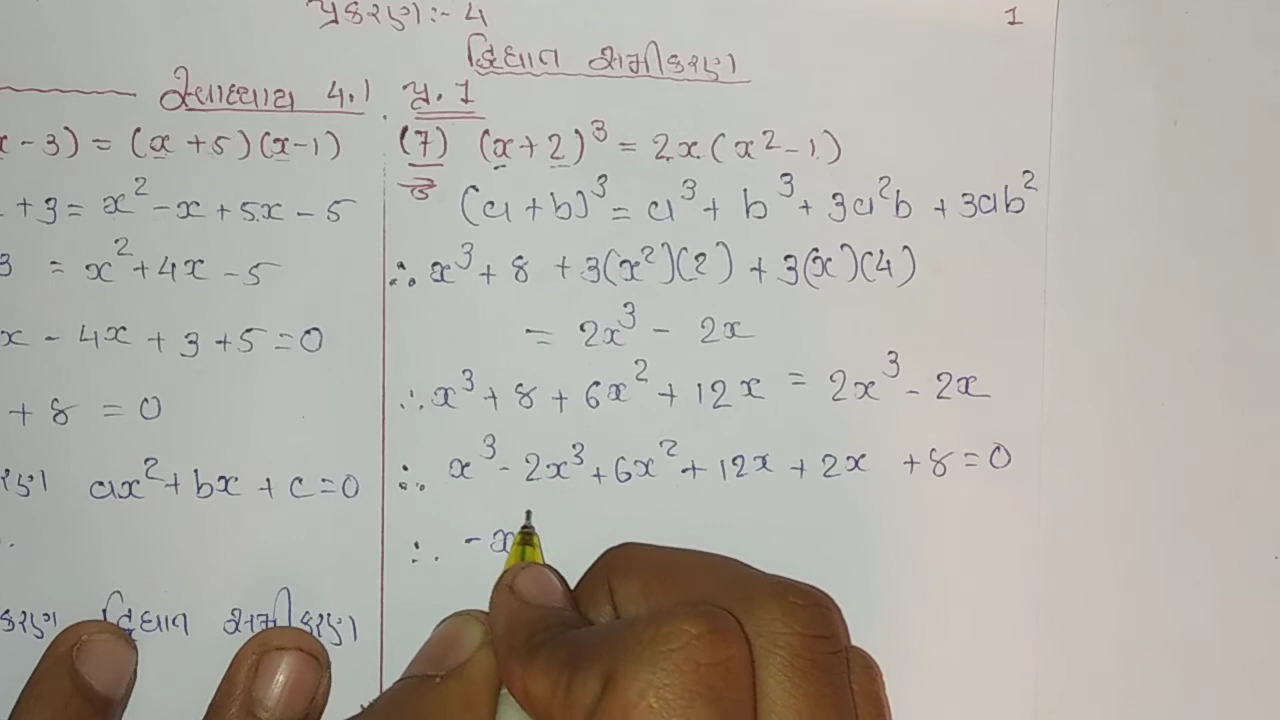 પ્રકરણ :- 4
1
દ્વિઘાત સમીકરણ
સ્વાધ્યાય 4.1 પ્ર. 1
x - 3) = (x + 5)(x - 1)
+ 3 = x² - x + 5x - 5
3 = x² + 4x - 5
x - 4x + 3 + 5 = 0
+ 8 = 0
ax² + bx + c = 0
દ્વિઘાત સમીકરણ
(7) (x + 2)³ = 2x(x² - 1)
(a + b)³ = a³ + b³ + 3a²b + 3ab²
∴ x³ + 8 + 3(x²)(2) + 3(x)(4)
= 2x³ - 2x
∴ x³ + 8 + 6x² + 12x = 2x³ - 2x
∴ x³ - 2x³ + 6x² + 12x + 2x + 8 = 0
∴ - x